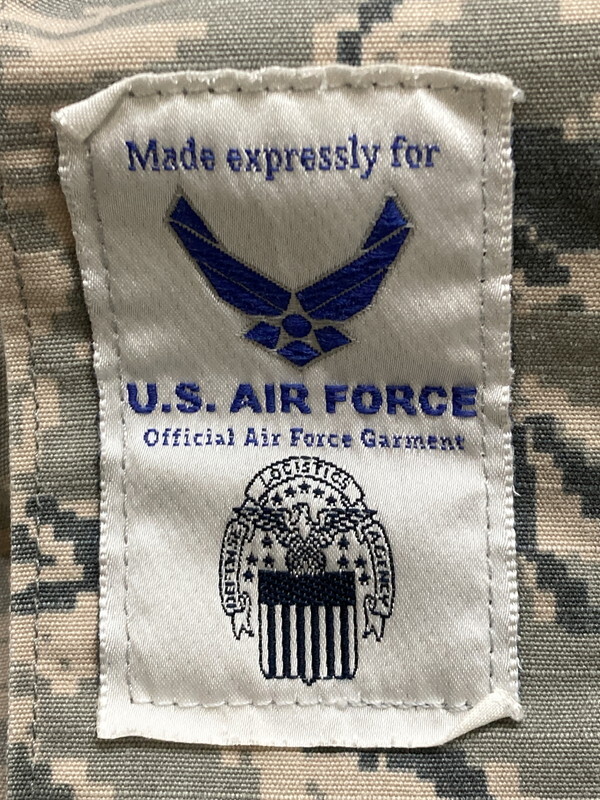 Made expressly for
U.S. AIR FORCE
Official Air Force Garment
LOGISTICS
DEFENSE
AGENCY